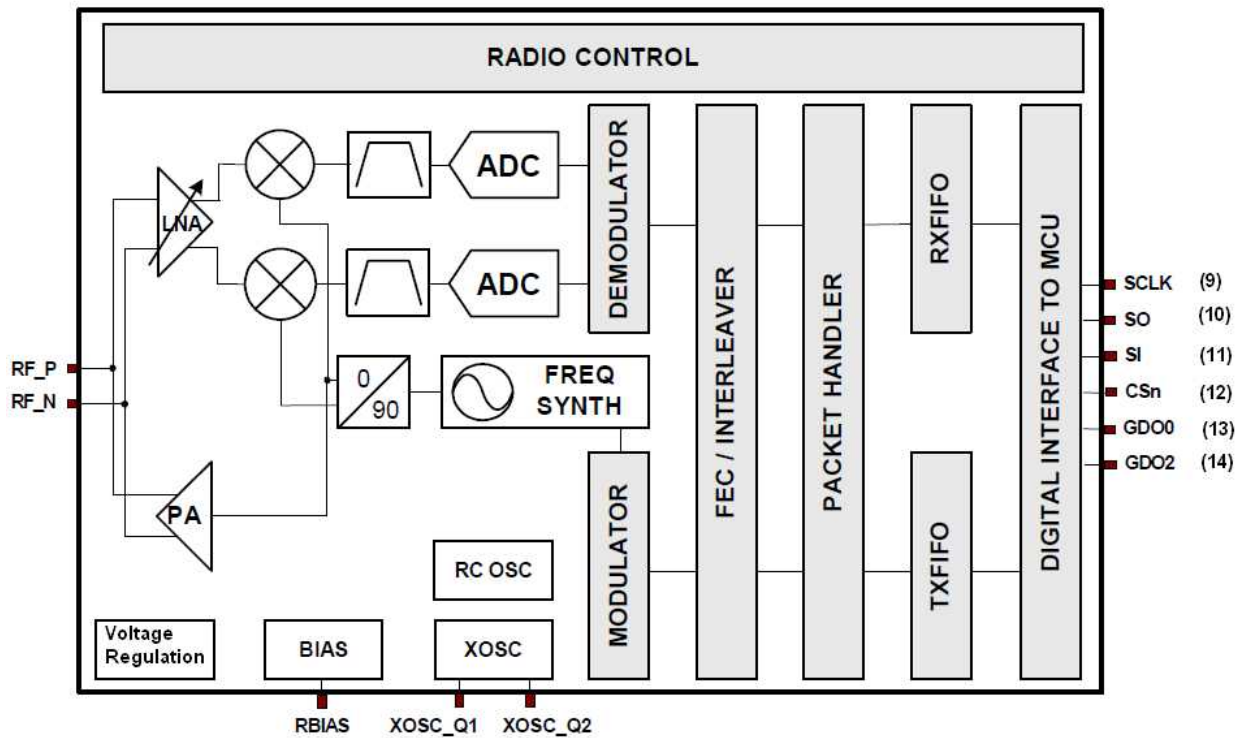 RADIO CONTROL
LNA
ADC
ADC
DEMODULATOR
FEC / INTERLEAVER
PACKET HANDLER
RXFIFO
DIGITAL INTERFACE TO MCU
SCLK (9)
SO (10)
SI (11)
CSn (12)
GDO0 (13)
GDO2 (14)
RF_P
RF_N
0
90
FREQ
SYNTH
PA
MODULATOR
TXFIFO
RC OSC
Voltage
Regulation
BIAS
XOSC
RBIAS
XOSC_Q1
XOSC_Q2